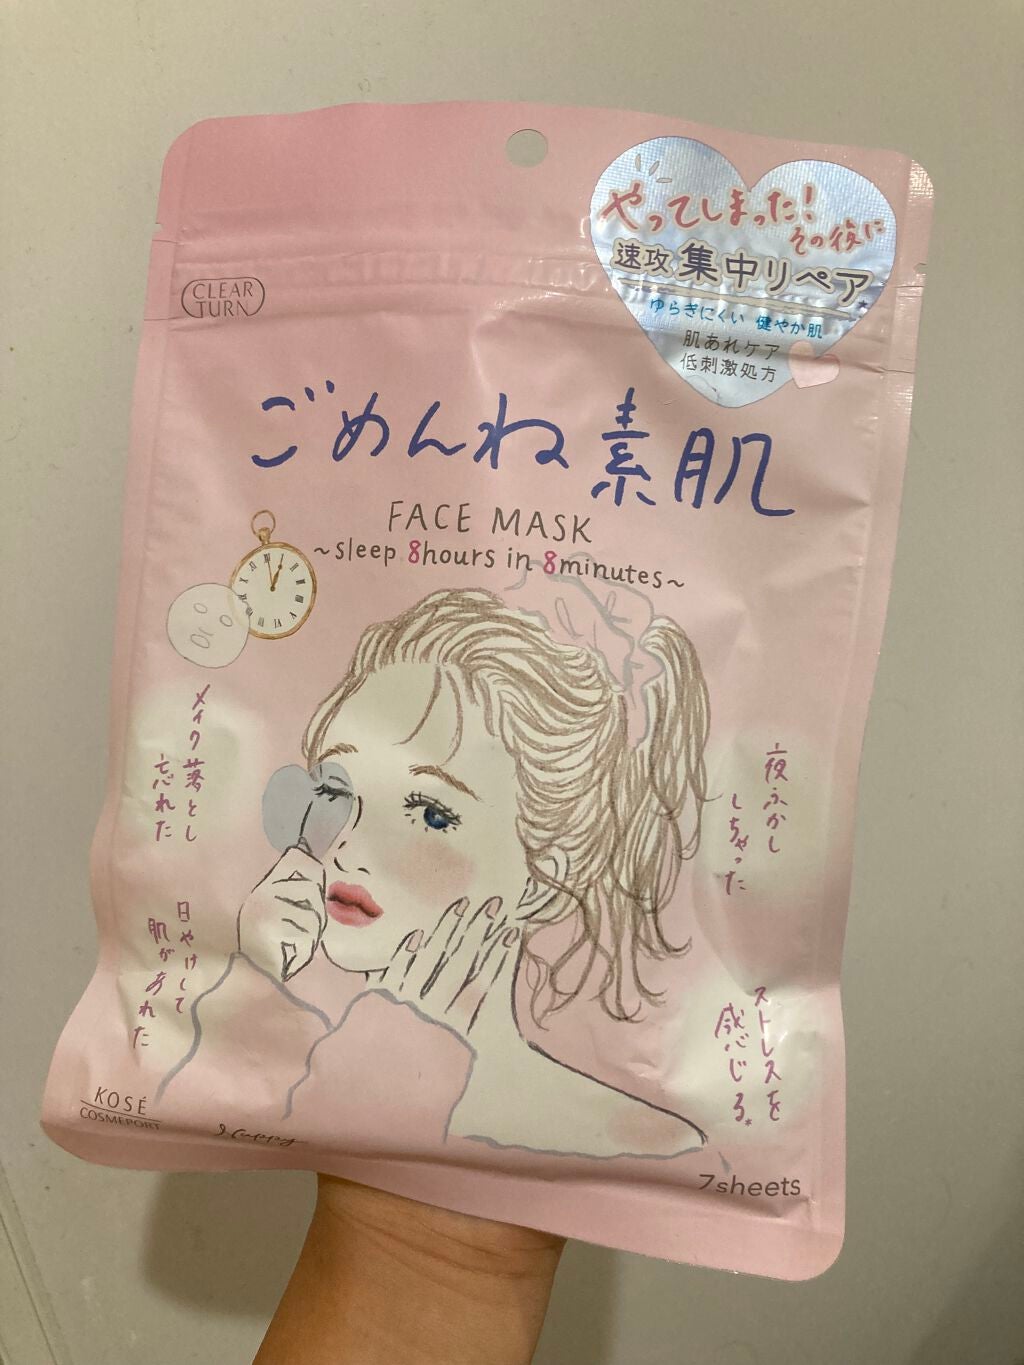 やってしまった!
その後に
速攻 集中リペア*
ゆらぎにくい 健やか肌
肌あれケア
低刺激処方
CLEAR
TURN
ごめんね素肌
FACE MASK
~sleep 8hours in 8minutes~
メイク落とし
忘れた
夜ふかし
しちゃった
日やけして
肌があれた
ストレスを
感じる*
KOSÉ
COSMEPORT
7sheets